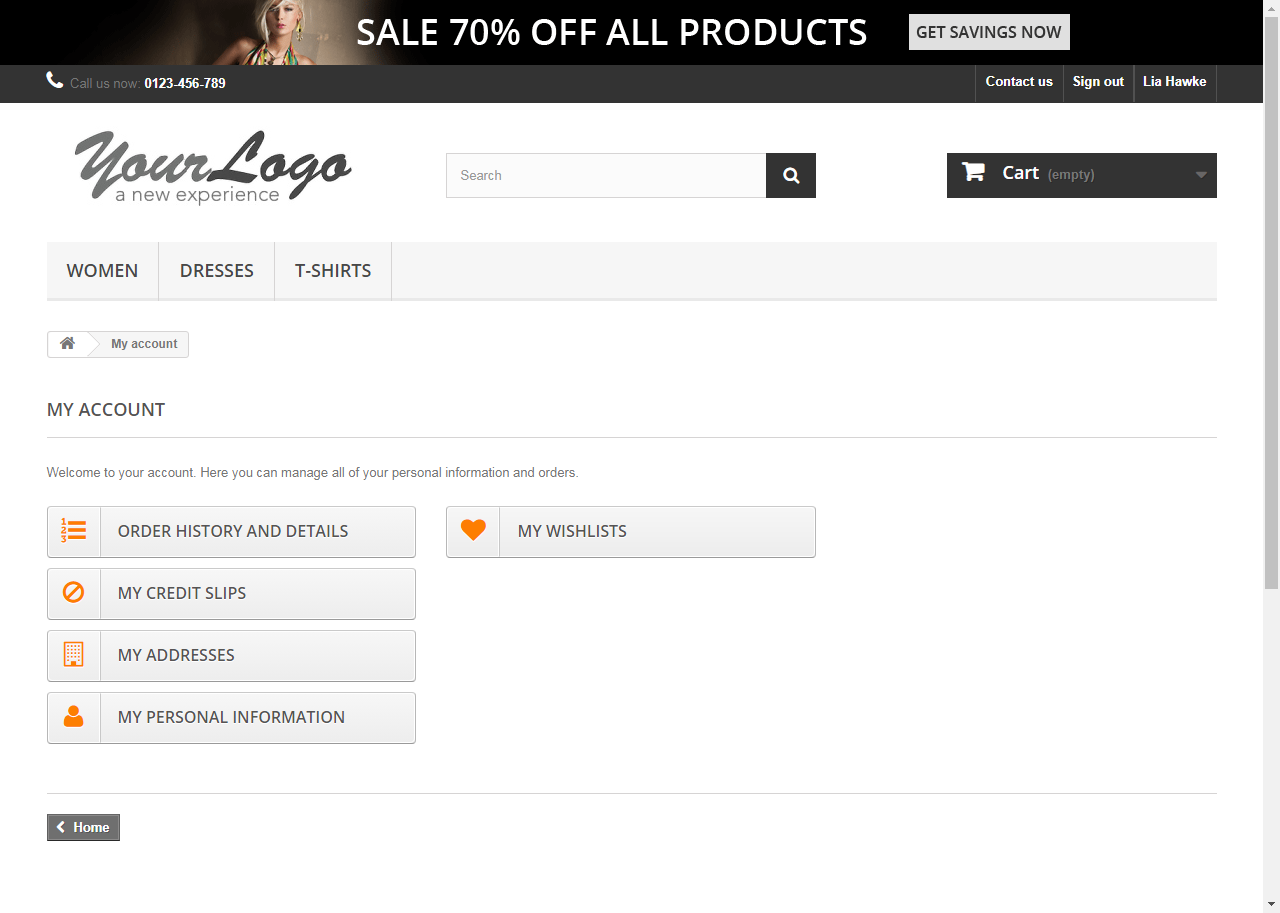 SALE 70% OFF ALL PRODUCTS
GET SAVINGS NOW
Call us now: 0123-456-789
Contact us
Sign out
Lia Hawke
YourLogo
a new experience
Search
Cart (empty)
WOMEN
DRESSES
T-SHIRTS
My account
MY ACCOUNT
Welcome to your account. Here you can manage all of your personal information and orders.
1
2
3
ORDER HISTORY AND DETAILS
MY WISHLISTS
MY CREDIT SLIPS
MY ADDRESSES
MY PERSONAL INFORMATION
Home